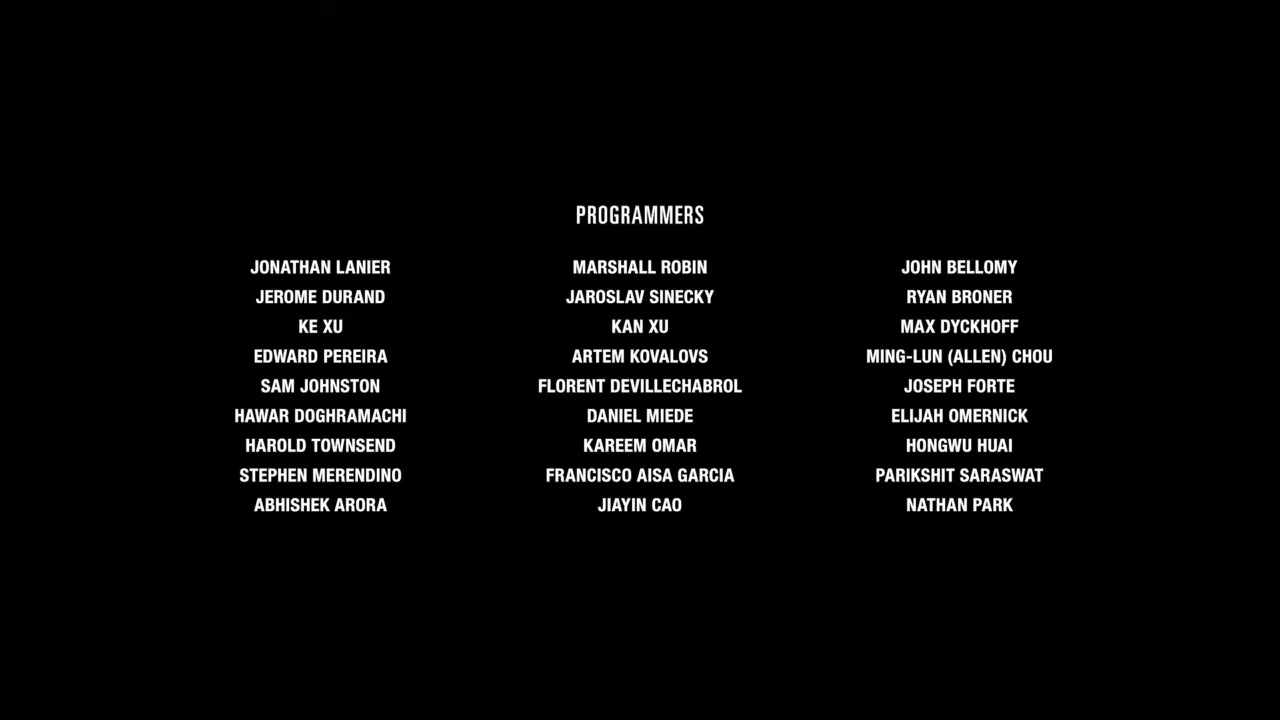 PROGRAMMERS
JONATHAN LANIER MARSHALL ROBIN JOHN BELLOMY
JEROME DURAND JAROSLAV SINECKY RYAN BRONER
KE XU KAN XU MAX DYCKHOFF
EDWARD PEREIRA ARTEM KOVALOVS MING-LUN (ALLEN) CHOU
SAM JOHNSTON FLORENT DEVILLECHABROL JOSEPH FORTE
HAWAR DOGHRAMACHI DANIEL MIEDE ELIJAH OMERNICK
HAROLD TOWNSEND KAREEM OMAR HONGWU HUAI
STEPHEN MERENDINO FRANCISCO AISA GARCIA PARIKSHIT SARASWAT
ABHISHEK ARORA JIAYIN CAO NATHAN PARK